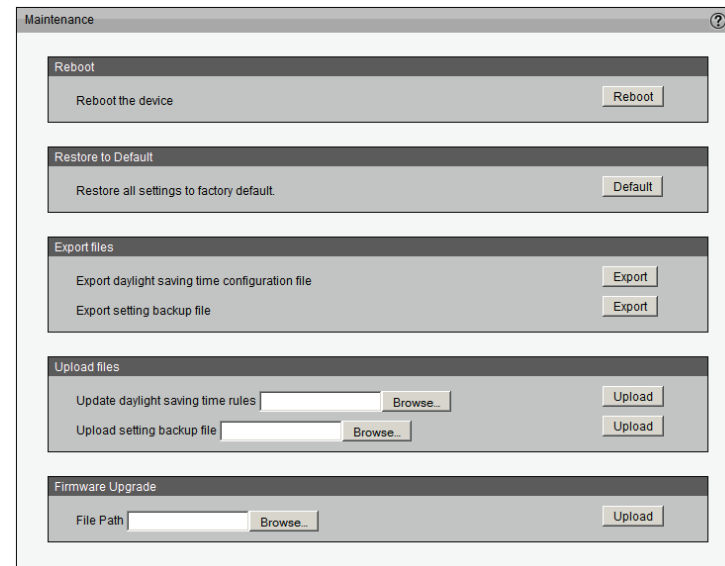 Maintenance ?
Reboot
Reboot the device Reboot
Restore to Default
Restore all settings to factory default. Default
Export files
Export daylight saving time configuration file Export
Export setting backup file Export
Upload files
Update daylight saving time rules Browse... Upload
Upload setting backup file Browse... Upload
Firmware Upgrade
File Path Browse... Upload